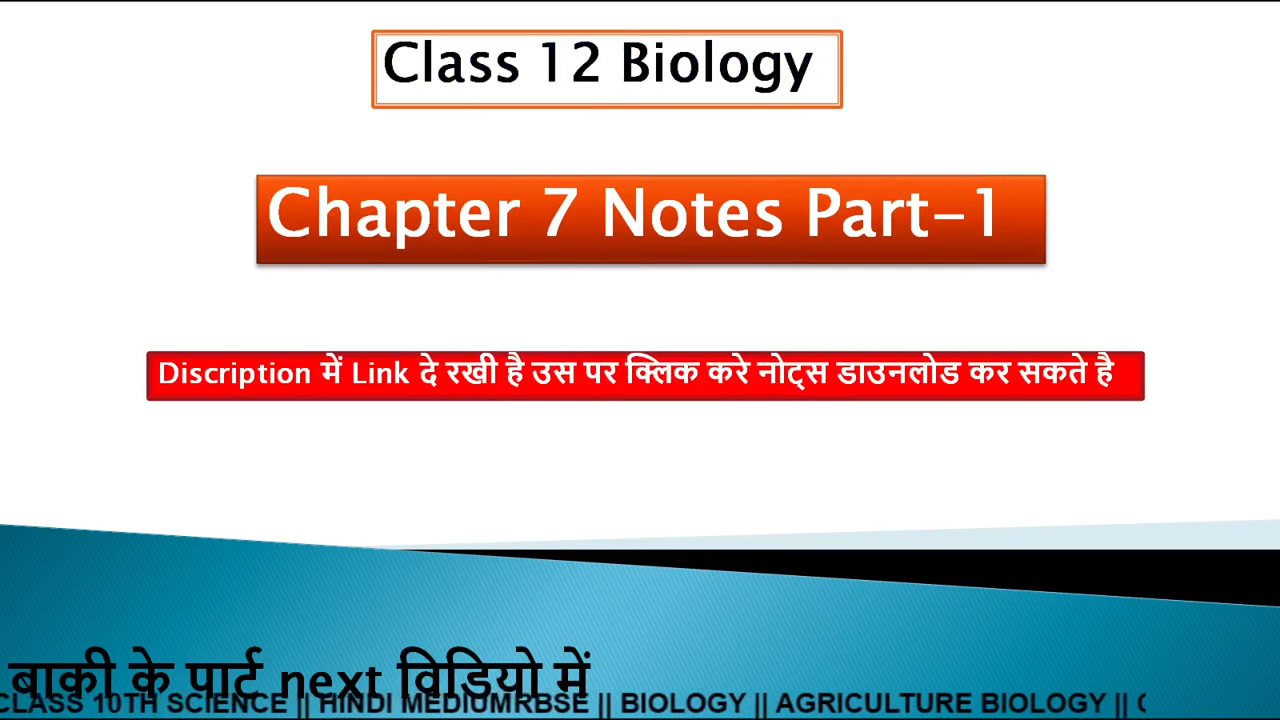 Class 12 Biology
Chapter 7 Notes Part-1
Discription में Link दे रखी है उस पर क्लिक करे नोट्स डाउनलोड कर सकते है
बाकी के पार्ट next विडियो में
CLASS 10TH SCIENCE || HINDI MEDIUMRBSE || BIOLOGY || AGRICULTURE BIOLOGY ||